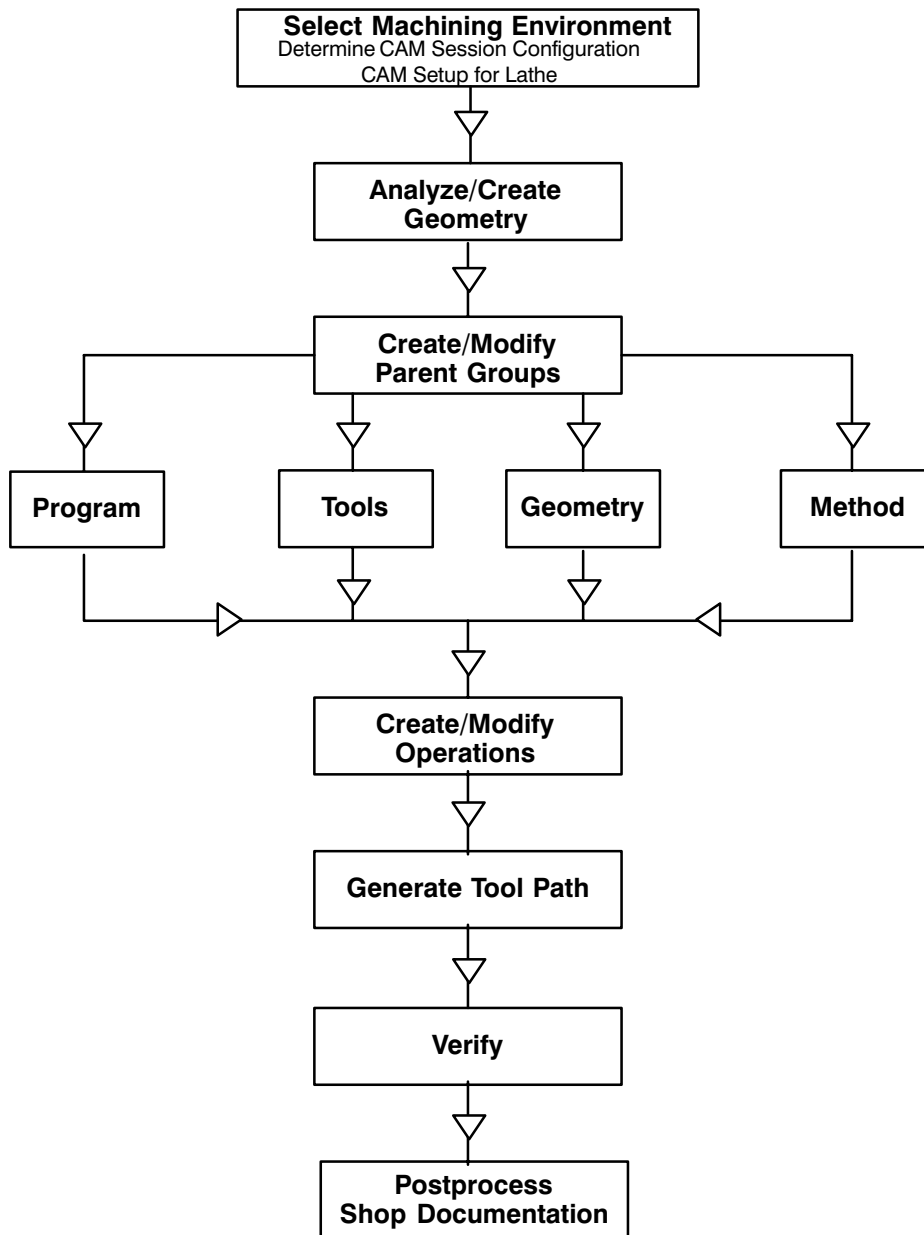 Select Machining Environment
Determine CAM Session Configuration
CAM Setup for Lathe
Analyze/Create
Geometry
Create/Modify
Parent Groups
Program
Tools
Geometry
Method
Create/Modify
Operations
Generate Tool Path
Verify
Postprocess
Shop Documentation